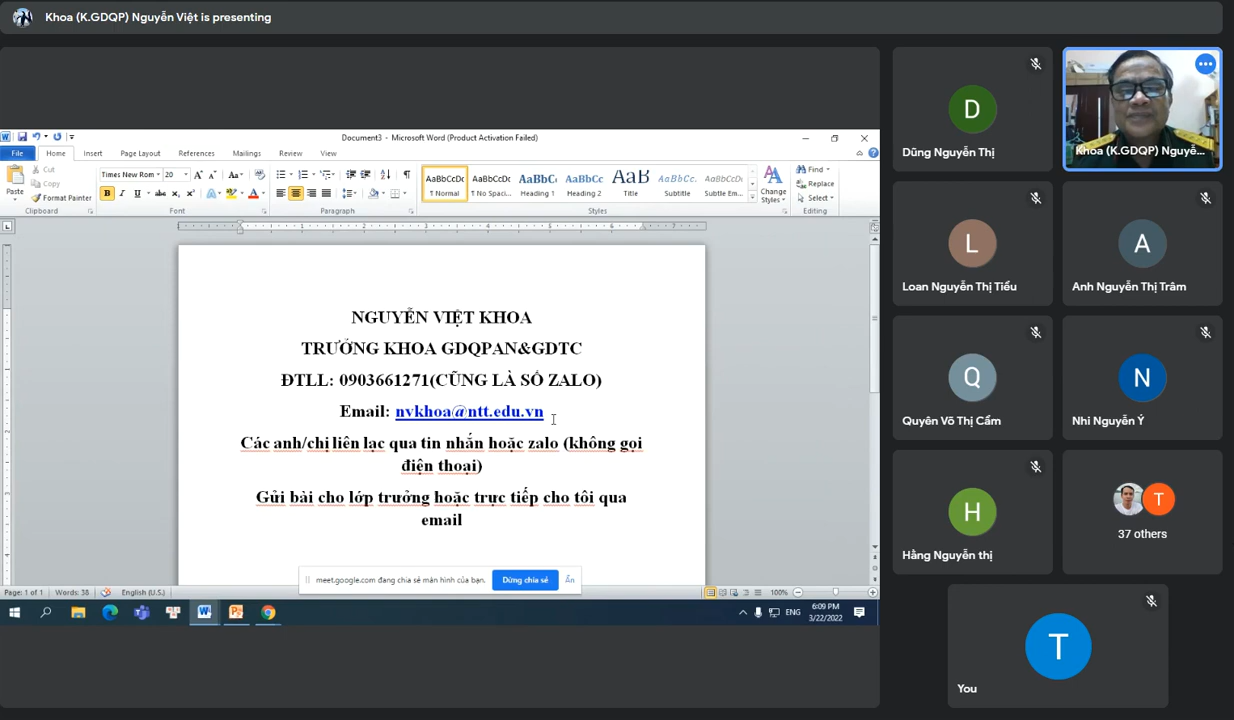 Khoa (K.GDQP) Nguyễn Việt is presenting
Document3 - Microsoft Word (Product Activation Failed)
File Home Insert Page Layout References Mailings Review View
Paste
Cut
Copy
Format Painter
Clipboard
Times New Rom 20
Font
Paragraph
AaBbCcDc AaBbCcDc AaBbCc AaBbCc AaB AaBbCc. AaBbCcDc
¶ Normal ¶ No Spaci... Heading 1 Heading 2 Title Subtitle Subtle Em...
Change
Styles
Styles
Find
Replace
Select
Editing
NGUYỄN VIỆT KHOA
TRƯỞNG KHOA GDQPAN&GDTC
ĐTLL: 0903661271(CŨNG LÀ SỐ ZALO)
Email: nvkhoa@ntt.edu.vn
Các anh/chị liên lạc qua tin nhắn hoặc zalo (không gọi
điện thoại)
Gửi bài cho lớp trưởng hoặc trực tiếp cho tôi qua
email
meet.google.com đang chia sẻ màn hình của bạn. Dừng chia sẻ Ẩn
Page: 1 of 1 Words: 38 English (U.S.) 100%
ENG 6:09 PM
3/22/2022
D
Dũng Nguyễn Thị
Khoa (K.GDQP) Nguyễ...
L
Loan Nguyễn Thị Tiểu
A
Anh Nguyễn Thị Trâm
Q
Quyên Võ Thị Cẩm
N
Nhi Nguyễn Ý
H
Hằng Nguyễn thị
T
37 others
T
You